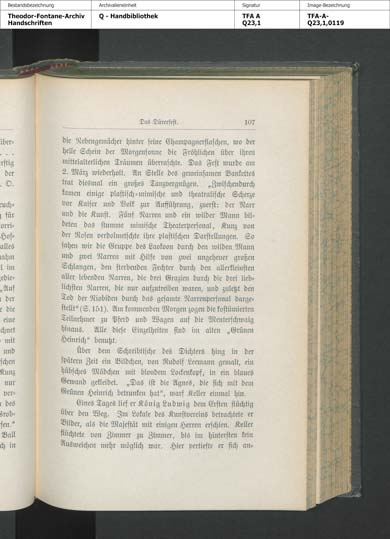 Bestandsbezeichnung
Theodor-Fontane-Archiv
Handschriften
Archivalieneinheit
Q - Handbibliothek
Signatur
TFA A
Q23,1
Image-Bezeichnung
TFA-A-
Q23,1,0119
Das Dürerfest. 107
die Nebengemächer hinter seine Champagnerflaschen, wo der
helle Schein der Morgensonne die Fröhlichen über ihren
mittelalterlichen Träumen überraschte. Das Fest wurde am
2. März wiederholt. An Stelle des gemeinsamen Bankettes
trat diesmal ein großes Tanzvergnügen. „Zwischendurch
kamen einige plastisch-mimische und theatralische Scherze
vor Kaiser und Volk zur Aufführung, zuerst: der Narr
und die Kunst. Fünf Narren und ein wilder Mann bil-
deten das stumme mimische Theaterpersonal, Kunz von
der Rosen verdolmetschte ihre plastischen Darstellungen. So
sahen wir die Gruppe des Laokoon durch den wilden Mann
und zwei Narren mit Hilfe von zwei ungeheuer großen
Schlangen, den sterbenden Fechter durch den allerkleinsten
aller lebenden Narren, die drei Grazien durch die drei lieb-
lichsten Narren, die nur aufzutreiben waren, und zuletzt den
Tod der Niobiden durch das gesamte Narrenpersonal darge-
stellt“ (S. 151). Am kommenden Morgen zogen die kostümierten
Teilnehmer zu Pferd und Wagen auf die Menterschwaig
hinaus. Alle diese Einzelheiten sind im alten „Grünen
Heinrich“ benutzt.
Über dem Schreibtische des Dichters hing in der
spätern Zeit ein Bildchen, von Rudolf Leemann gemalt, ein
hübsches Mädchen mit blondem Lockenkopf, in ein blaues
Gewand gekleidet. „Das ist die Agnes, die sich mit dem
Grünen Heinrich betrunken hat“, warf Keller einmal hin.
Eines Tages lief er König Ludwig dem Ersten flüchtig
über den Weg. Im Lokale des Kunstvereins betrachtete er
Bilder, als die Majestät mit einigen Herren erschien. Keller
flüchtete von Zimmer zu Zimmer, bis im hintersten kein
Ausweichen mehr möglich war. Hier vertiefte er sich an-